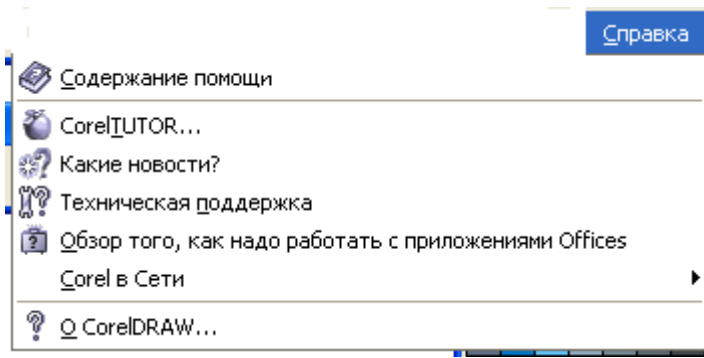 Справка
Содержание помощи
CorelTUTOR...
Какие новости?
Техническая поддержка
Обзор того, как надо работать с приложениями Offices
Corel в Сети
О CorelDRAW...